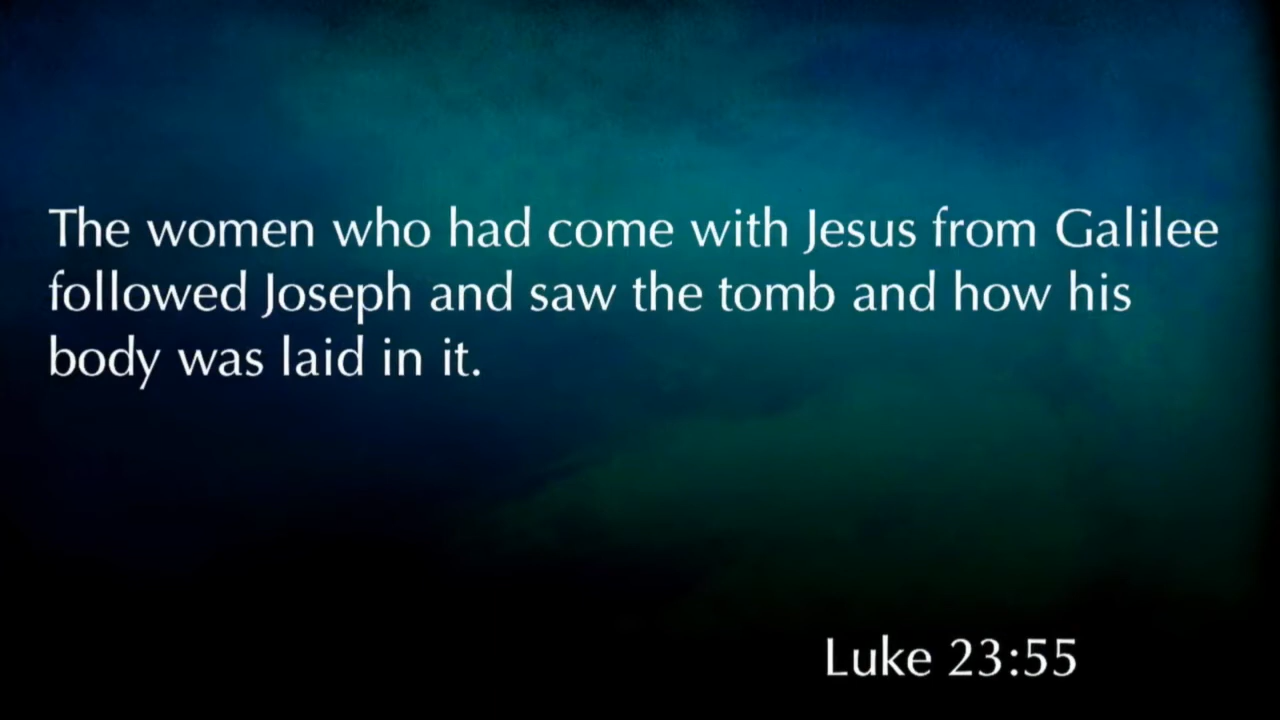 The women who had come with Jesus from Galilee
followed Joseph and saw the tomb and how his
body was laid in it.
Luke 23:55